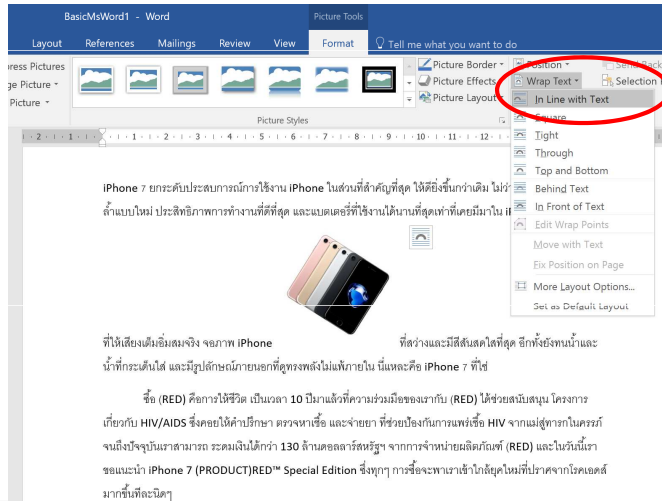 BasicMsWord1 - Word
Picture Tools
Layout References Mailings Review View Format Tell me what you want to do
Pictures
Picture
Picture
Picture Border
Picture Effects
Picture Layout
Picture Styles
Position
Wrap Text
Selection
In Line with Text
Square
Tight
Through
Top and Bottom
Behind Text
In Front of Text
Edit Wrap Points
Move with Text
Fix Position on Page
More Layout Options...
Set as Default Layout
2 1 1 2 3 4 5 6 7 8 9 10 11 12
iPhone 7 ยกระดับประสบการณ์การใช้งาน iPhone ในส่วนที่สำคัญที่สุด ให้ดียิ่งขึ้นกว่าเดิม ไม่ว่า
ล้ำแบบใหม่ ประสิทธิภาพการทำงานที่ดีที่สุด และแบตเตอรี่ที่ใช้งานได้นานที่สุดเท่าที่เคยมีมาใน
ที่ให้เสียงเต็มอิ่มสมจริง จอภาพ iPhone ที่สว่างและมีสีสันสดใสที่สุด อีกทั้งยังทนน้ำและ
น้ำที่กระเด็นใส่ และมีรูปลักษณ์ภายนอกที่ดูทรงพลังไม่แพ้ภายใน นี่แหละคือ iPhone 7 ที่ใช่
ซื้อ (RED) คือการให้ชีวิต เป็นเวลา 10 ปีมาแล้วที่ความร่วมมือของเรากับ (RED) ได้ช่วยสนับสนุน โครงการ
เกี่ยวกับ HIV/AIDS ซึ่งคอยให้คำปรึกษา ตรวจหาเชื้อ และจ่ายยา ที่ช่วยป้องกันการแพร่เชื้อ HIV จากแม่สู่ทารกในครรภ์
จนถึงปัจจุบันเราสามารถ ระดมเงินได้กว่า 130 ล้านดอลลาร์สหรัฐฯ จากการจำหน่ายผลิตภัณฑ์ (RED) และในวันนี้เรา
ขอแนะนำ iPhone 7 (PRODUCT)RED™ Special Edition ซึ่งทุกๆ การซื้อจะพาเราเข้าใกล้ยุคใหม่ที่ปราศจากโรคเอดส์
มากขึ้นทีละนิดๆ